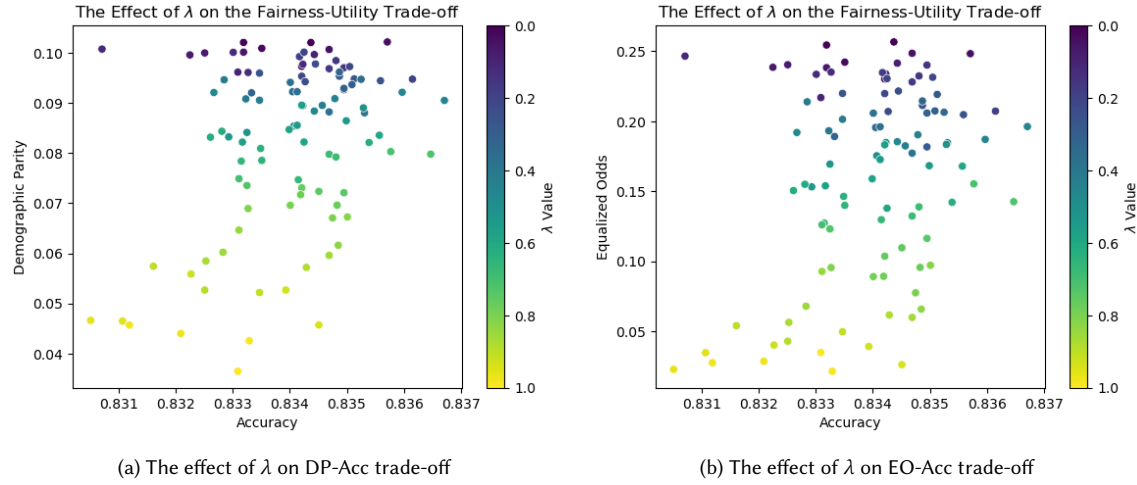 The Effect of λ on the Fairness-Utility Trade-off
0.10
0.09
0.08
0.07
0.06
0.05
0.04
Demographic Parity
0.831 0.832 0.833 0.834 0.835 0.836 0.837
Accuracy
0.0
0.2
0.4
0.6
0.8
1.0
λ Value
(a) The effect of λ on DP-Acc trade-off
The Effect of λ on the Fairness-Utility Trade-off
0.25
0.20
0.15
0.10
0.05
Equalized Odds
0.831 0.832 0.833 0.834 0.835 0.836 0.837
Accuracy
0.0
0.2
0.4
0.6
0.8
1.0
λ Value
(b) The effect of λ on EO-Acc trade-off